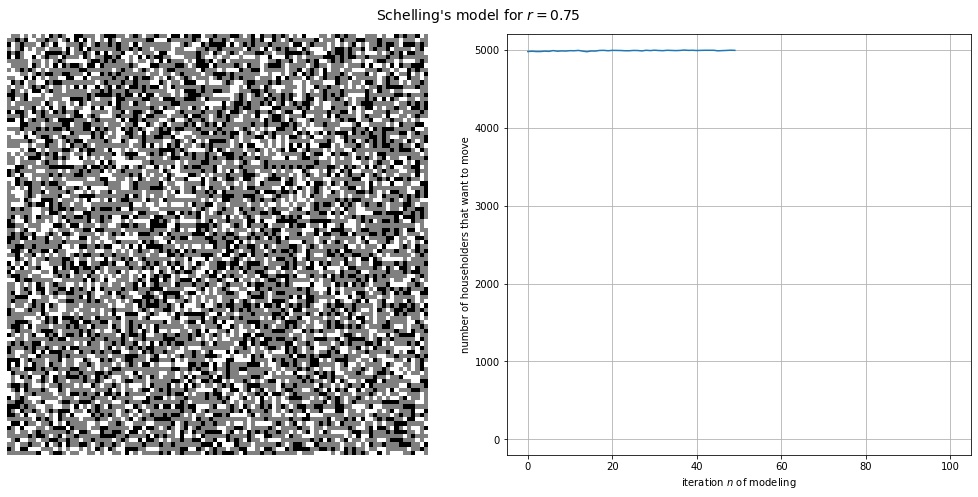 Schelling's model for r = 0.75
number of householders that want to move
5000
4000
3000
2000
1000
0
0 20 40 60 80 100
iteration n of modeling